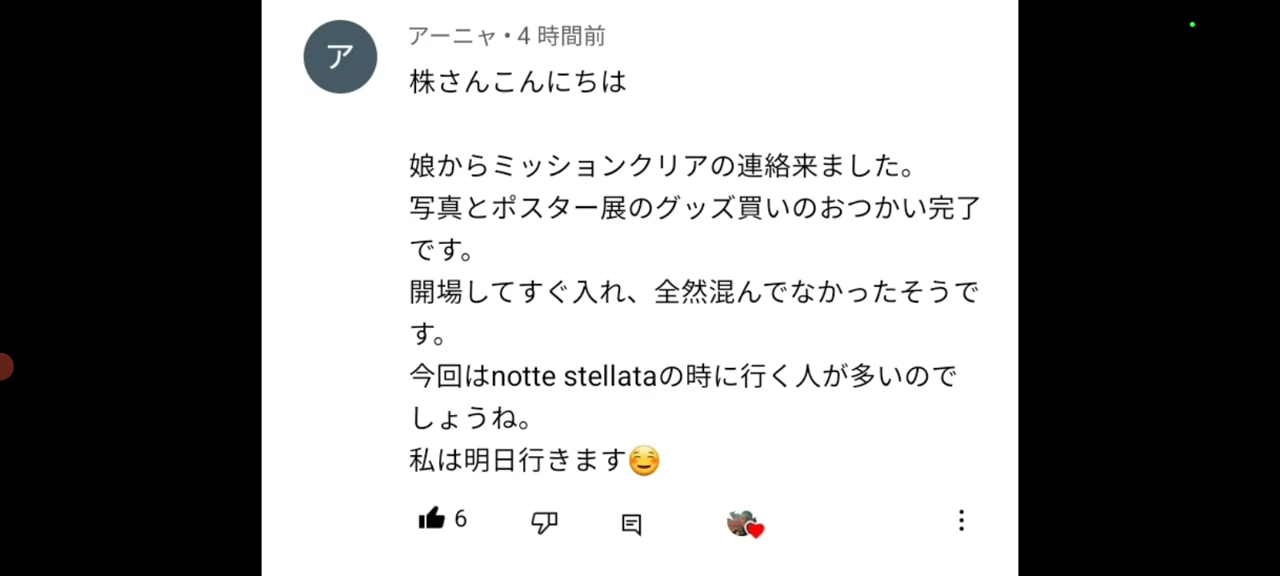 ア
アーニャ • 4 時間前
株さんこんにちは
娘からミッションクリアの連絡来ました。
写真とポスター展のグッズ買いのおつかい完了
です。
開場してすぐ入れ、全然混んでなかったそうで
す。
今回はnotte stellataの時に行く人が多いので
しょうね。
私は明日行きます☺️
6